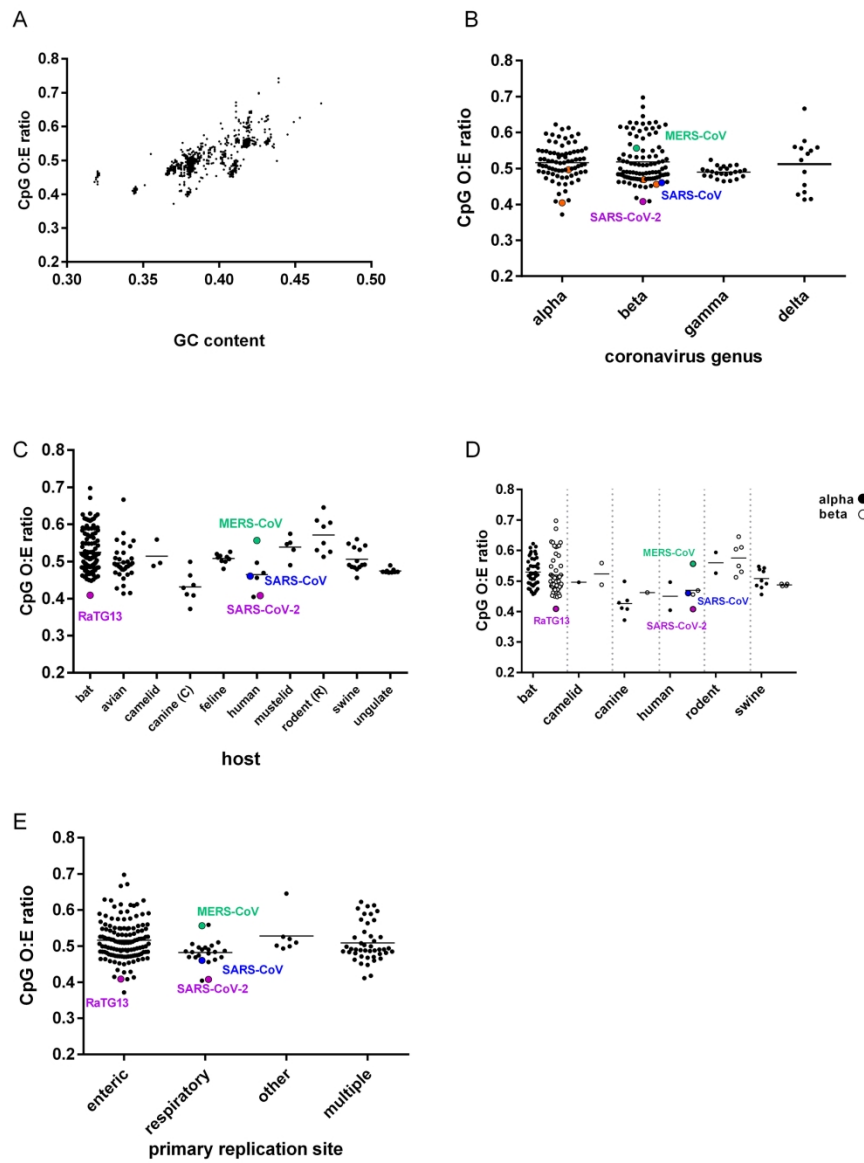 A
CpG O:E ratio
0.8
0.7
0.6
0.5
0.4
0.3
0.2
0.30
0.35
0.40
0.45
0.50
GC content
B
CpG O:E ratio
0.8
0.7
0.6
0.5
0.4
0.3
0.2
MERS-CoV
SARS-CoV
SARS-CoV-2
alpha
beta
gamma
delta
coronavirus genus
C
CpG O:E ratio
0.8
0.7
0.6
0.5
0.4
0.3
0.2
MERS-CoV
SARS-CoV
SARS-CoV-2
RaTG13
bat
avian
camelid
canine (C)
feline
human
mustelid
rodent (R)
swine
ungulate
host
D
CpG O:E ratio
0.8
0.7
0.6
0.5
0.4
0.3
0.2
MERS-CoV
SARS-CoV
SARS-CoV-2
RaTG13
bat
camelid
canine
human
rodent
swine
alpha
beta
E
CpG O:E ratio
0.8
0.7
0.6
0.5
0.4
0.3
0.2
MERS-CoV
SARS-CoV
SARS-CoV-2
RaTG13
enteric
respiratory
other
multiple
primary replication site